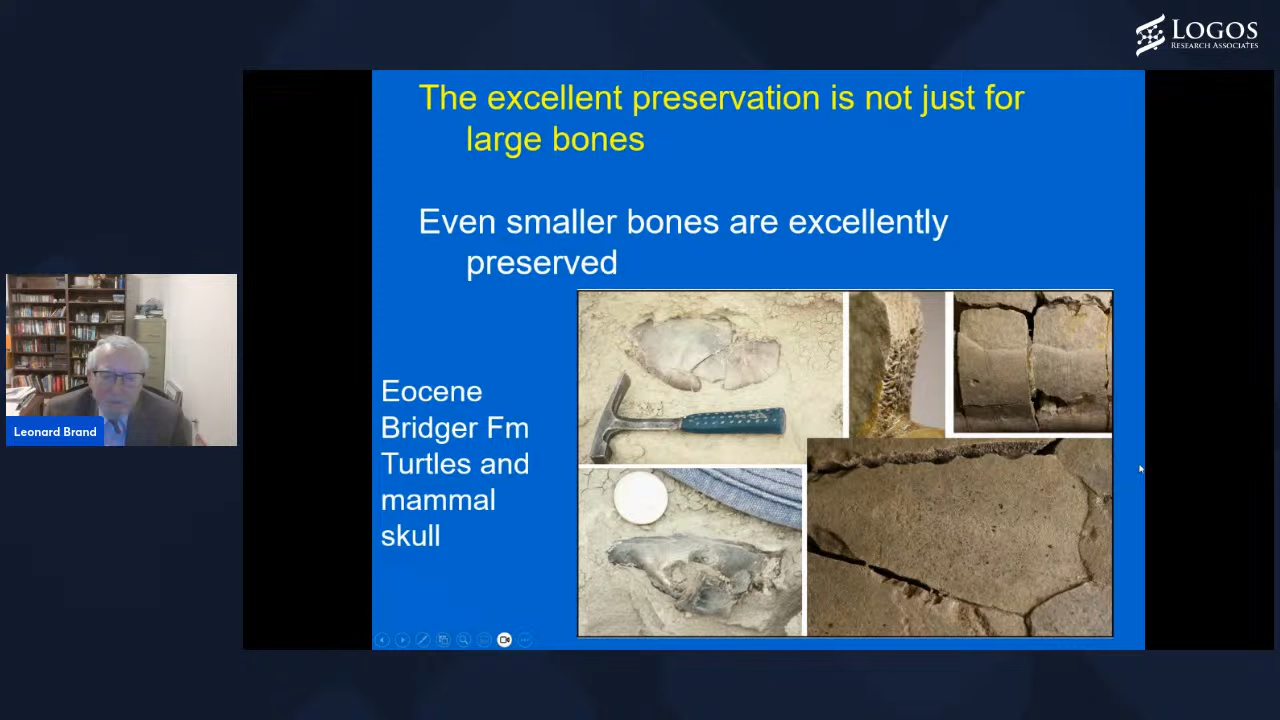 LOGOS
RESEARCH ASSOCIATES
The excellent preservation is not just for
large bones
Even smaller bones are excellently
preserved
Eocene
Bridger Fm
Turtles and
mammal
skull
Leonard Brand